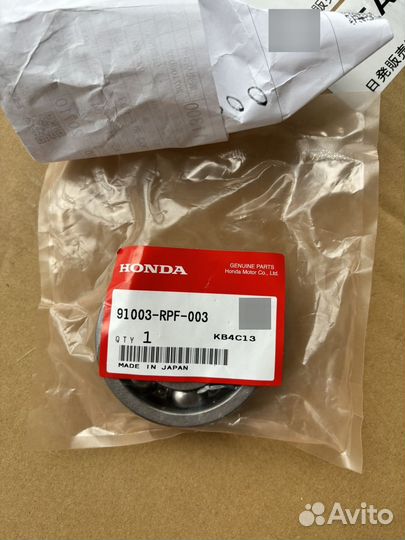 日発販売
HONDA
GENUINE PARTS
Honda Motor Co., Ltd.
91003-RPF-003
QTY 1 KB4C13
MADE IN JAPAN
Avito